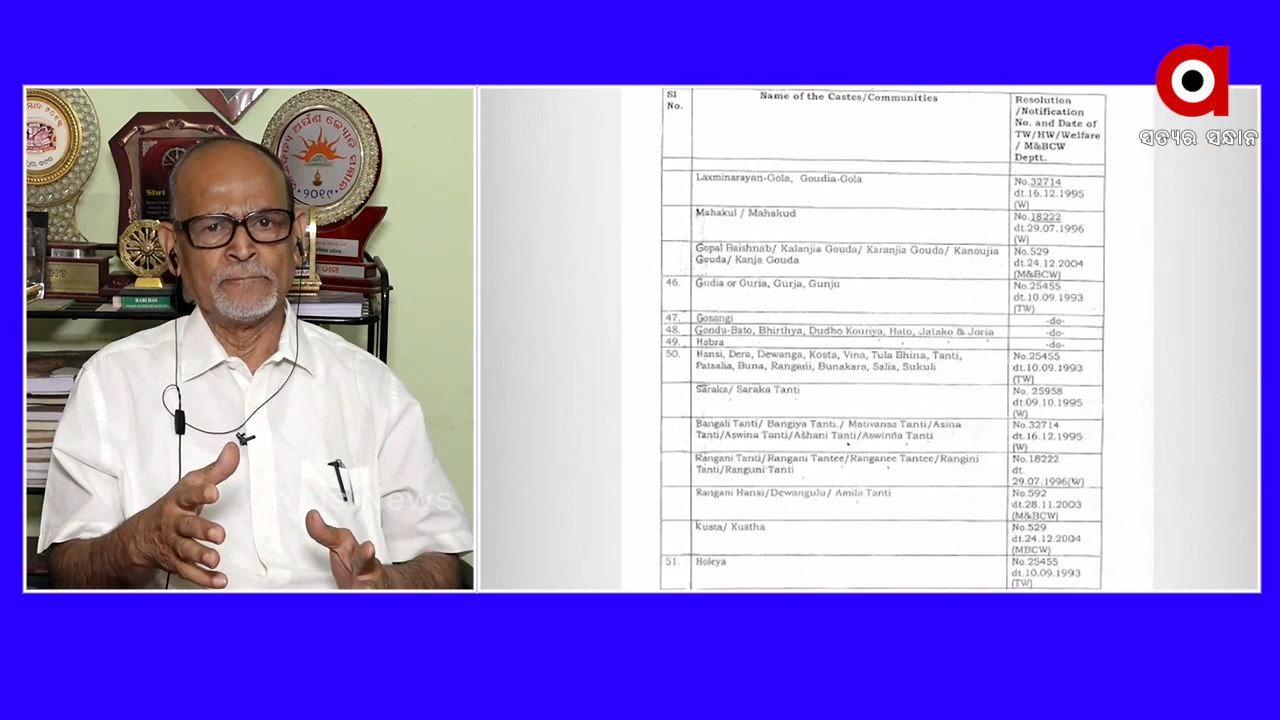 ସତ୍ୟର ସନ୍ଧାନ
Shri
RABI DAS
Argus News
Sl No.
Name of the Castes/Communities
Resolution /Notification No. and Date of TW/HW/Welfare / M&BCW Deptt.
Laxminarayan-Gola, Goudia-Gola
No.32714 dt.16.12.1995 (W)
Mahakul / Mahakud
No.18222 dt.29.07.1996 (W)
Gopal Baishnab/ Kalanjia Gouda/ Karanjia Gouda/ Kanoujia
Gouda/ Kanja Gouda
No.529 dt.24.12.2004 (M&BCW)
46. Gudia or Guria, Gurja, Gunju
No.25455 dt.10.09.1993 (TW)
47. Gosangi -do-
48. Gondu-Bato, Bhirthya, Dudho Kouriya, Hato, Jatako & Joria -do-
49. Habra -do-
50. Hansi, Dera, Dewanga, Kosta, Vina, Tula Bhina, Tanti,
Patsalia, Buna, Rangani, Bunakara, Salia, Sukuli
No.25455 dt.10.09.1993 (TW)
Saraka/ Saraka Tanti
No. 25958 dt.09.10.1995 (W)
Bangali Tanti/ Bangiya Tanti./ Mativansa Tanti/Asina
Tanti/Aswina Tanti/Ashani Tanti/Aswinna Tanti
No.32714 dt.16.12.1995 (W)
Rangani Tanti/Rangani Tantee/Ranganee Tantee/Rangini
Tanti/Ranguni Tanti
No.18222 dt. 29.07.1996(W)
Rangani Hansi/Dewangulu/ Amila Tanti
No.592 dt.28.11.2003 (M&BCW)
Kusta/ Kustha
No.529 dt.24.12.2004 (MBCW)
51. Holeya
No.25455 dt.10.09.1993 (TW)